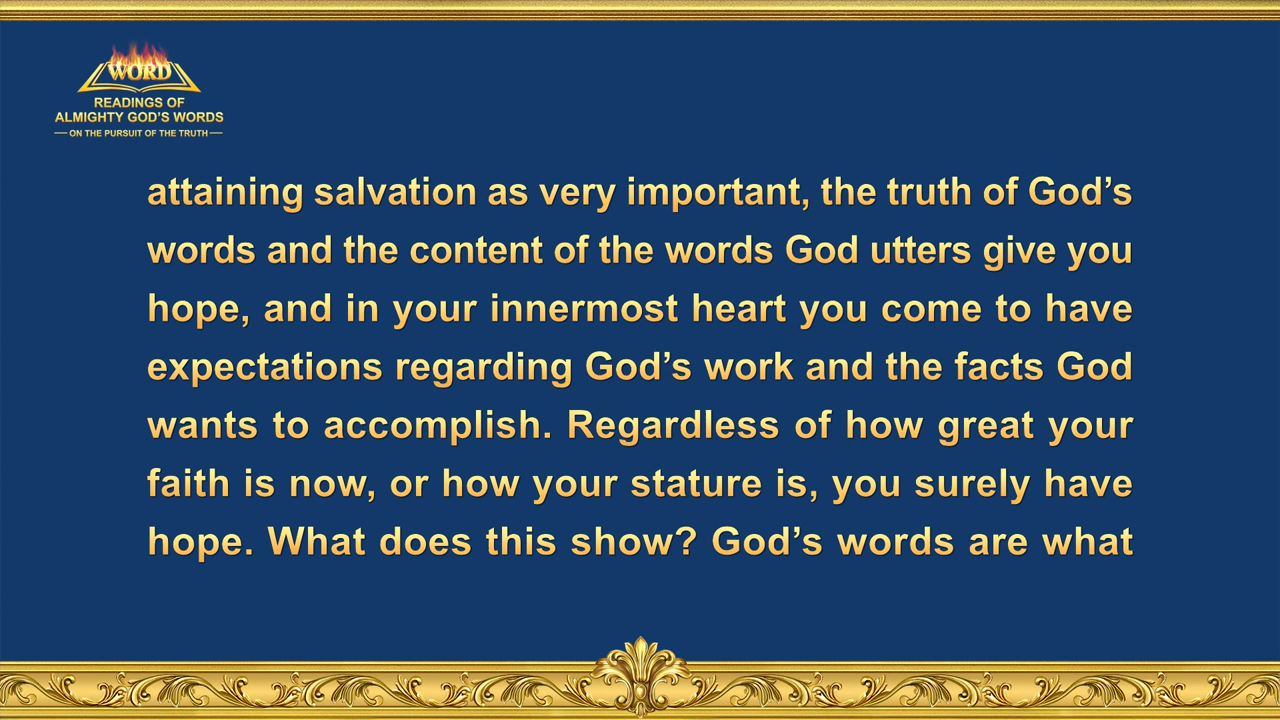 WORD
READINGS OF
ALMIGHTY GOD'S WORDS
— ON THE PURSUIT OF THE TRUTH —
attaining salvation as very important, the truth of God's
words and the content of the words God utters give you
hope, and in your innermost heart you come to have
expectations regarding God's work and the facts God
wants to accomplish. Regardless of how great your
faith is now, or how your stature is, you surely have
hope. What does this show? God's words are what